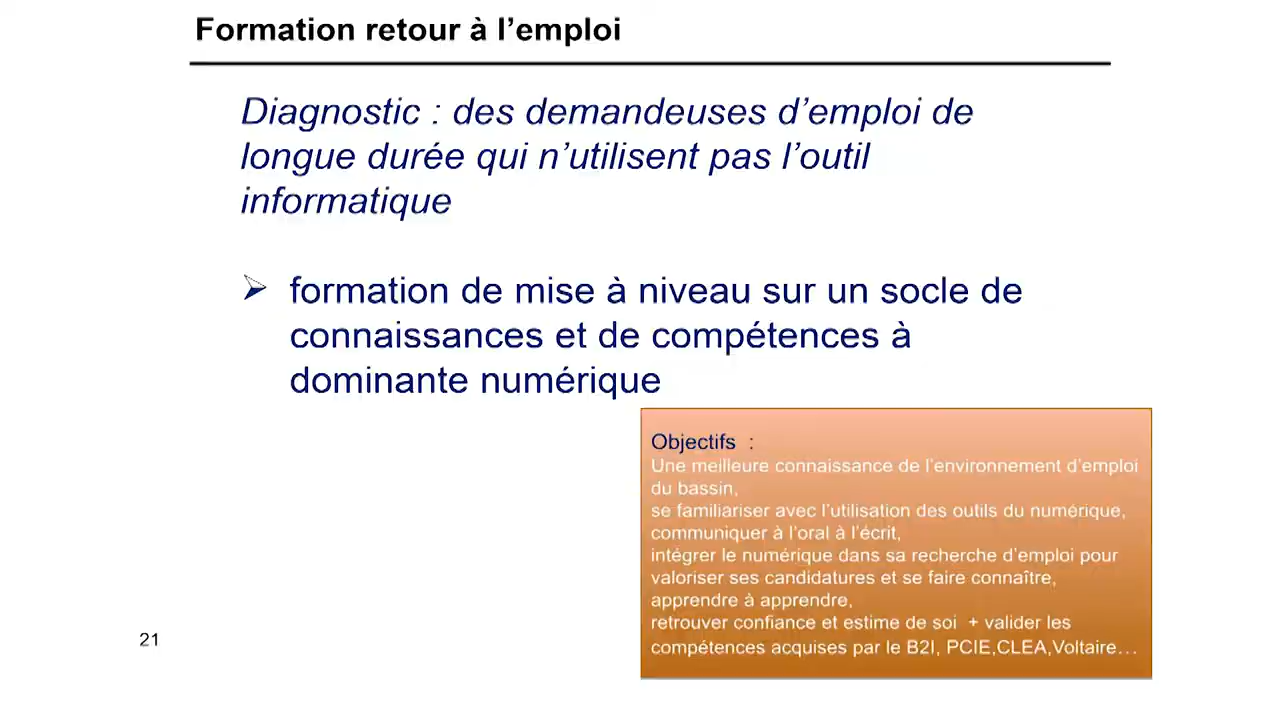 Formation retour à l’emploi
Diagnostic : des demandeuses d’emploi de
longue durée qui n’utilisent pas l’outil
informatique
➢ formation de mise à niveau sur un socle de
connaissances et de compétences à
dominante numérique
Objectifs :
Une meilleure connaissance de l’environnement d’emploi
du bassin,
se familiariser avec l’utilisation des outils du numérique,
communiquer à l’oral à l’écrit,
intégrer le numérique dans sa recherche d’emploi pour
valoriser ses candidatures et se faire connaître,
apprendre à apprendre,
retrouver confiance et estime de soi + valider les
compétences acquises par le B2I, PCIE,CLEA,Voltaire…
21